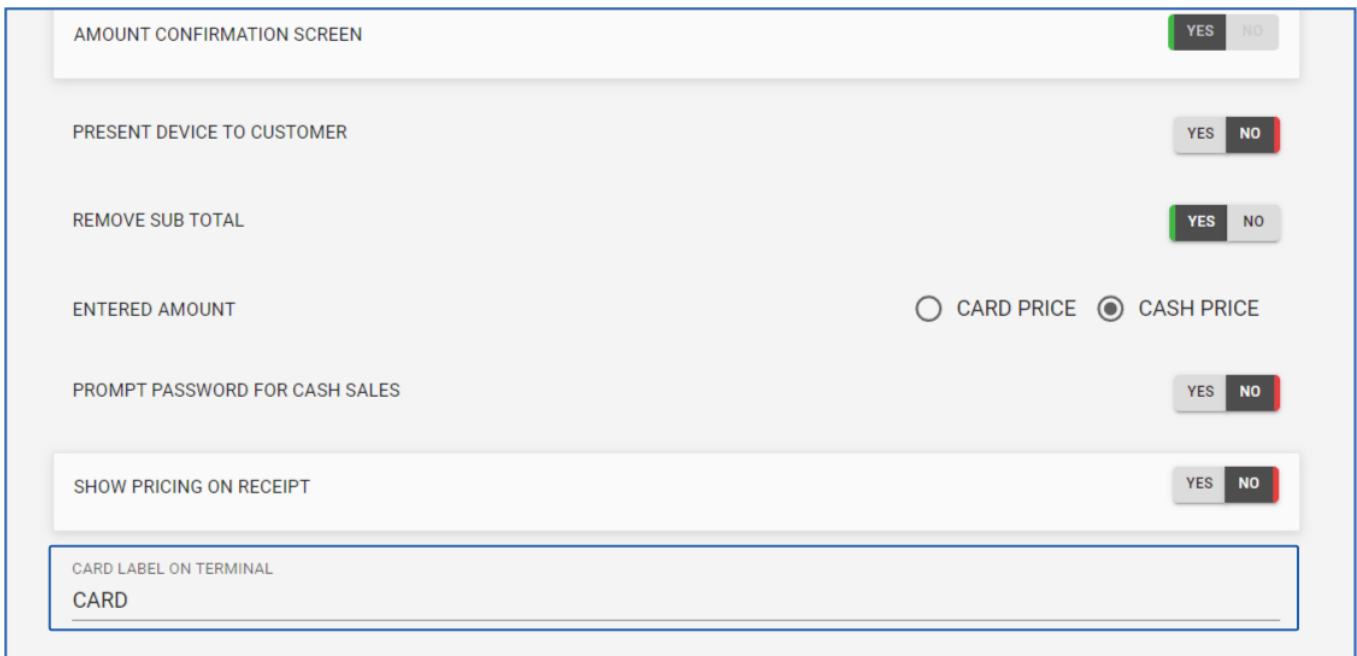 AMOUNT CONFIRMATION SCREEN YES NO
PRESENT DEVICE TO CUSTOMER YES NO
REMOVE SUB TOTAL YES NO
ENTERED AMOUNT CARD PRICE CASH PRICE
PROMPT PASSWORD FOR CASH SALES YES NO
SHOW PRICING ON RECEIPT YES NO
CARD LABEL ON TERMINAL
CARD